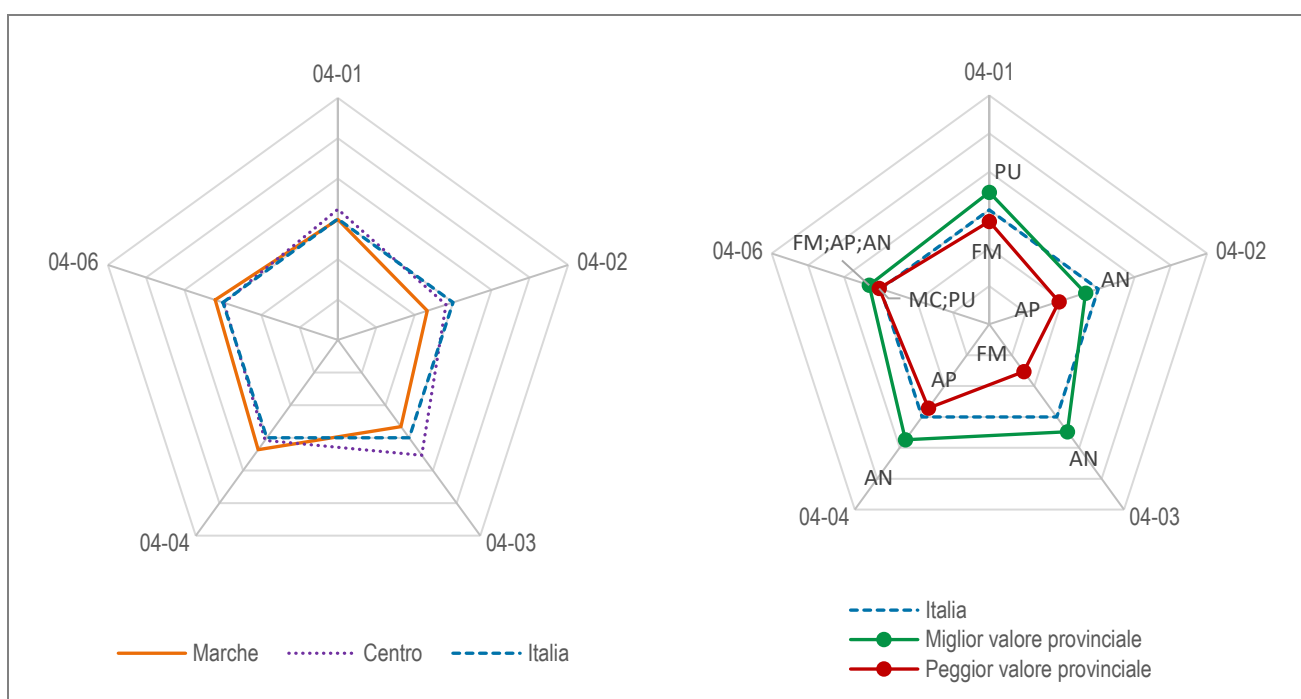 04-01
04-02
04-03
04-04
04-06
Marche
Centro
Italia
04-01
PU
04-02
FM;AP;AN
04-06
FM
AN
MC;PU
AP
FM
AP
AN
AN
04-04
04-03
Italia
Miglior valore provinciale
Peggior valore provinciale